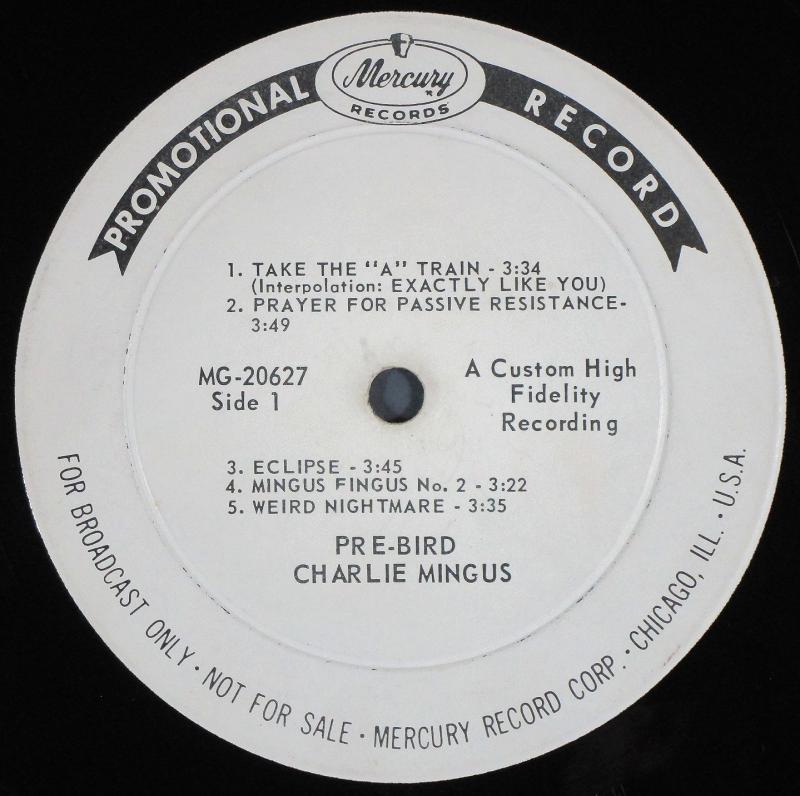 PROMOTIONAL RECORD
Mercury
RECORDS
1. TAKE THE "A" TRAIN - 3:34
(Interpolation: EXACTLY LIKE YOU)
2. PRAYER FOR PASSIVE RESISTANCE-
3:49
MG-20627
Side 1
A Custom High
Fidelity
Recording
3. ECLIPSE - 3:45
4. MINGUS FINGUS No. 2 - 3:22
5. WEIRD NIGHTMARE - 3:35
PRE-BIRD
CHARLIE MINGUS
FOR BROADCAST ONLY · NOT FOR SALE · MERCURY RECORD CORP. · CHICAGO, ILL. · U.S.A.